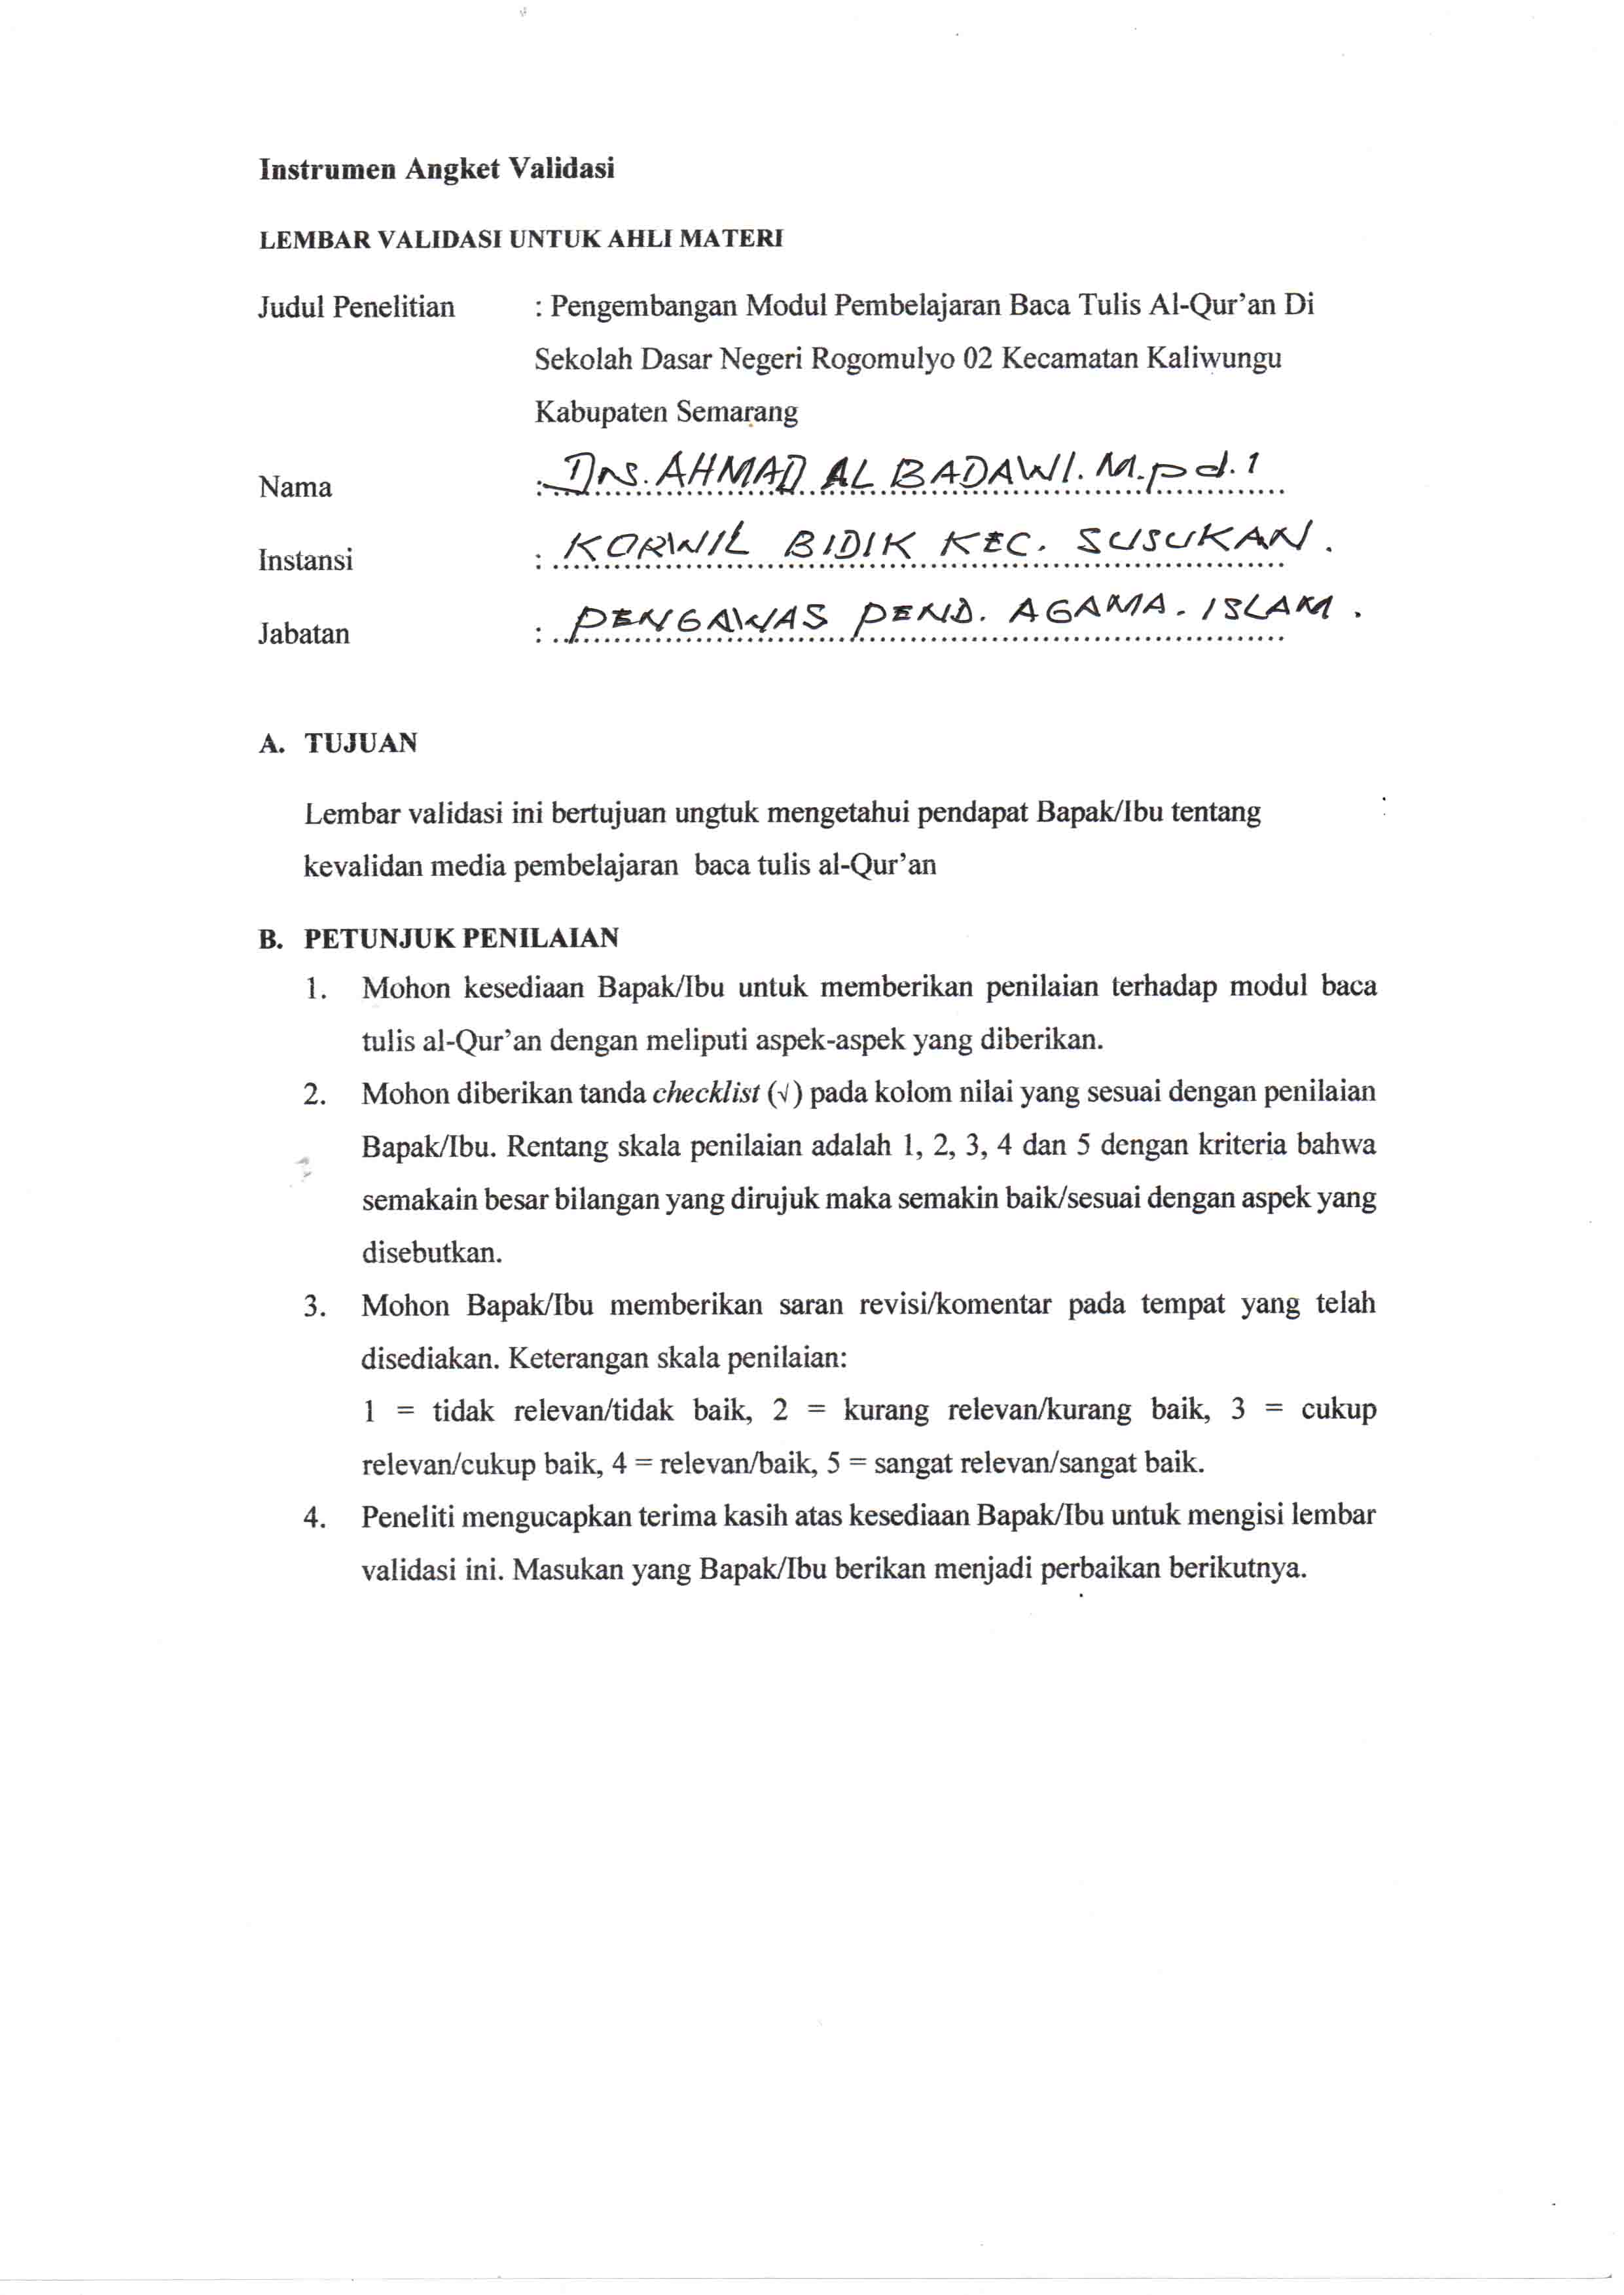 Instrumen Angket Validasi
LEMBAR VALIDASI UNTUK AHLI MATERI
Judul Penelitian : Pengembangan Modul Pembelajaran Baca Tulis Al-Qur'an Di
Sekolah Dasar Negeri Rogomulyo 02 Kecamatan Kaliwungu
Kabupaten Semarang
Nama : Drs. AHMAD AL BADAWI. M.pd.1
Instansi : KORWIL BIDIK KEC. SUSUKAN.
Jabatan : PENGAWAS PEND. AGAMA. ISLAM.
A. TUJUAN
Lembar validasi ini bertujuan ungtuk mengetahui pendapat Bapak/Ibu tentang
kevalidan media pembelajaran baca tulis al-Qur'an
B. PETUNJUK PENILAIAN
1. Mohon kesediaan Bapak/Ibu untuk memberikan penilaian terhadap modul baca
tulis al-Qur'an dengan meliputi aspek-aspek yang diberikan.
2. Mohon diberikan tanda checklist (√) pada kolom nilai yang sesuai dengan penilaian
Bapak/Ibu. Rentang skala penilaian adalah 1, 2, 3, 4 dan 5 dengan kriteria bahwa
semakain besar bilangan yang dirujuk maka semakin baik/sesuai dengan aspek yang
disebutkan.
3. Mohon Bapak/Ibu memberikan saran revisi/komentar pada tempat yang telah
disediakan. Keterangan skala penilaian:
1 = tidak relevan/tidak baik, 2 = kurang relevan/kurang baik, 3 = cukup
relevan/cukup baik, 4 = relevan/baik, 5 = sangat relevan/sangat baik.
4. Peneliti mengucapkan terima kasih atas kesediaan Bapak/Ibu untuk mengisi lembar
validasi ini. Masukan yang Bapak/Ibu berikan menjadi perbaikan berikutnya.